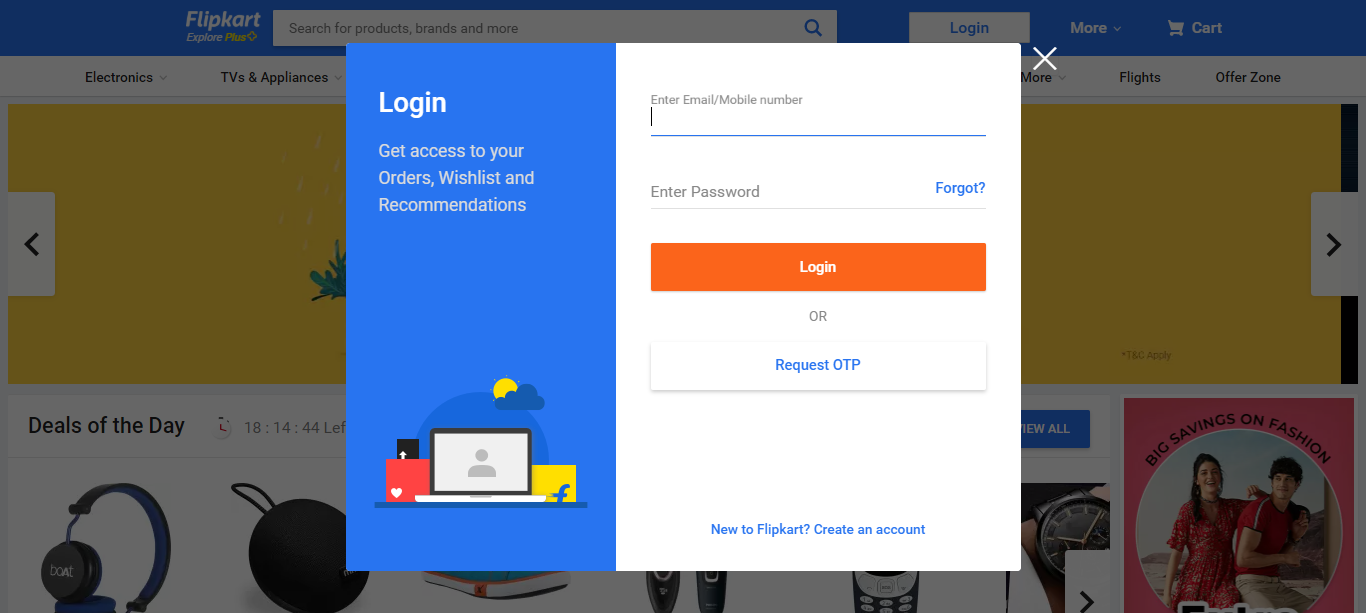 Flipkart
Explore Plus
Search for products, brands and more
Login
More
Cart
Electronics
TVs & Appliances
More
Flights
Offer Zone
Login
Get access to your
Orders, Wishlist and
Recommendations
Enter Email/Mobile number
Enter Password
Forgot?
Login
OR
Request OTP
New to Flipkart? Create an account
*T&C Apply
Deals of the Day
18 : 14 : 44 Lef
VIEW ALL
BIG SAVINGS ON FASHION
boAt